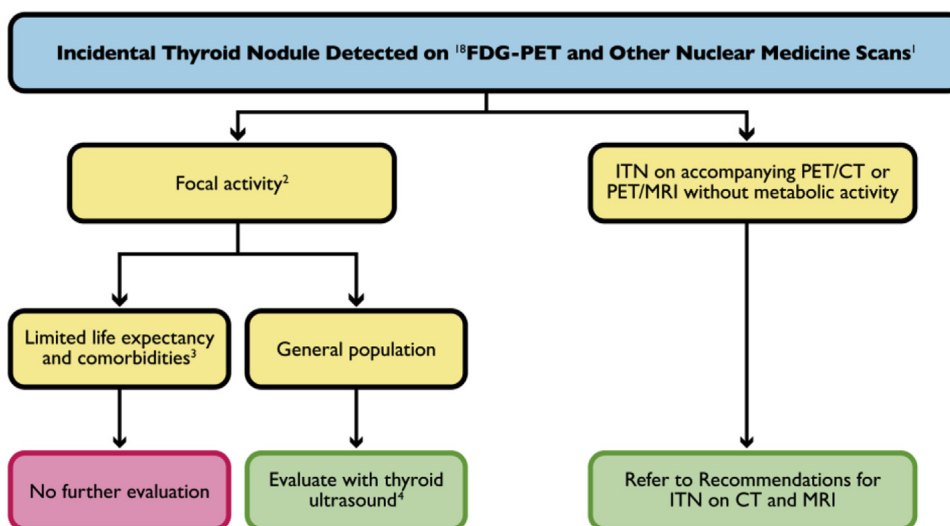 Incidental Thyroid Nodule Detected on ¹⁸FDG-PET and Other Nuclear Medicine Scans¹
Focal activity²
ITN on accompanying PET/CT or
PET/MRI without metabolic activity
Limited life expectancy
and comorbidities³
General population
No further evaluation
Evaluate with thyroid
ultrasound⁴
Refer to Recommendations for
ITN on CT and MRI